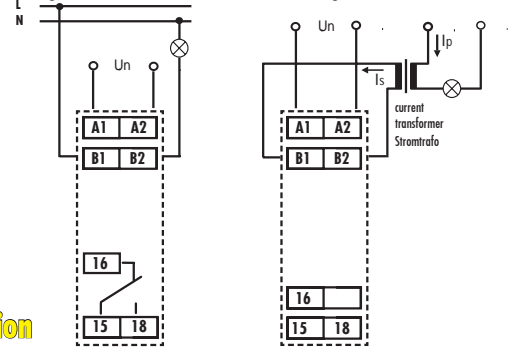 L
N
Un
A1 A2
B1 B2
16
15 18
Un
Ip
Is
current
transformer
Stromtrafo
A1 A2
B1 B2
16
15 18
ion